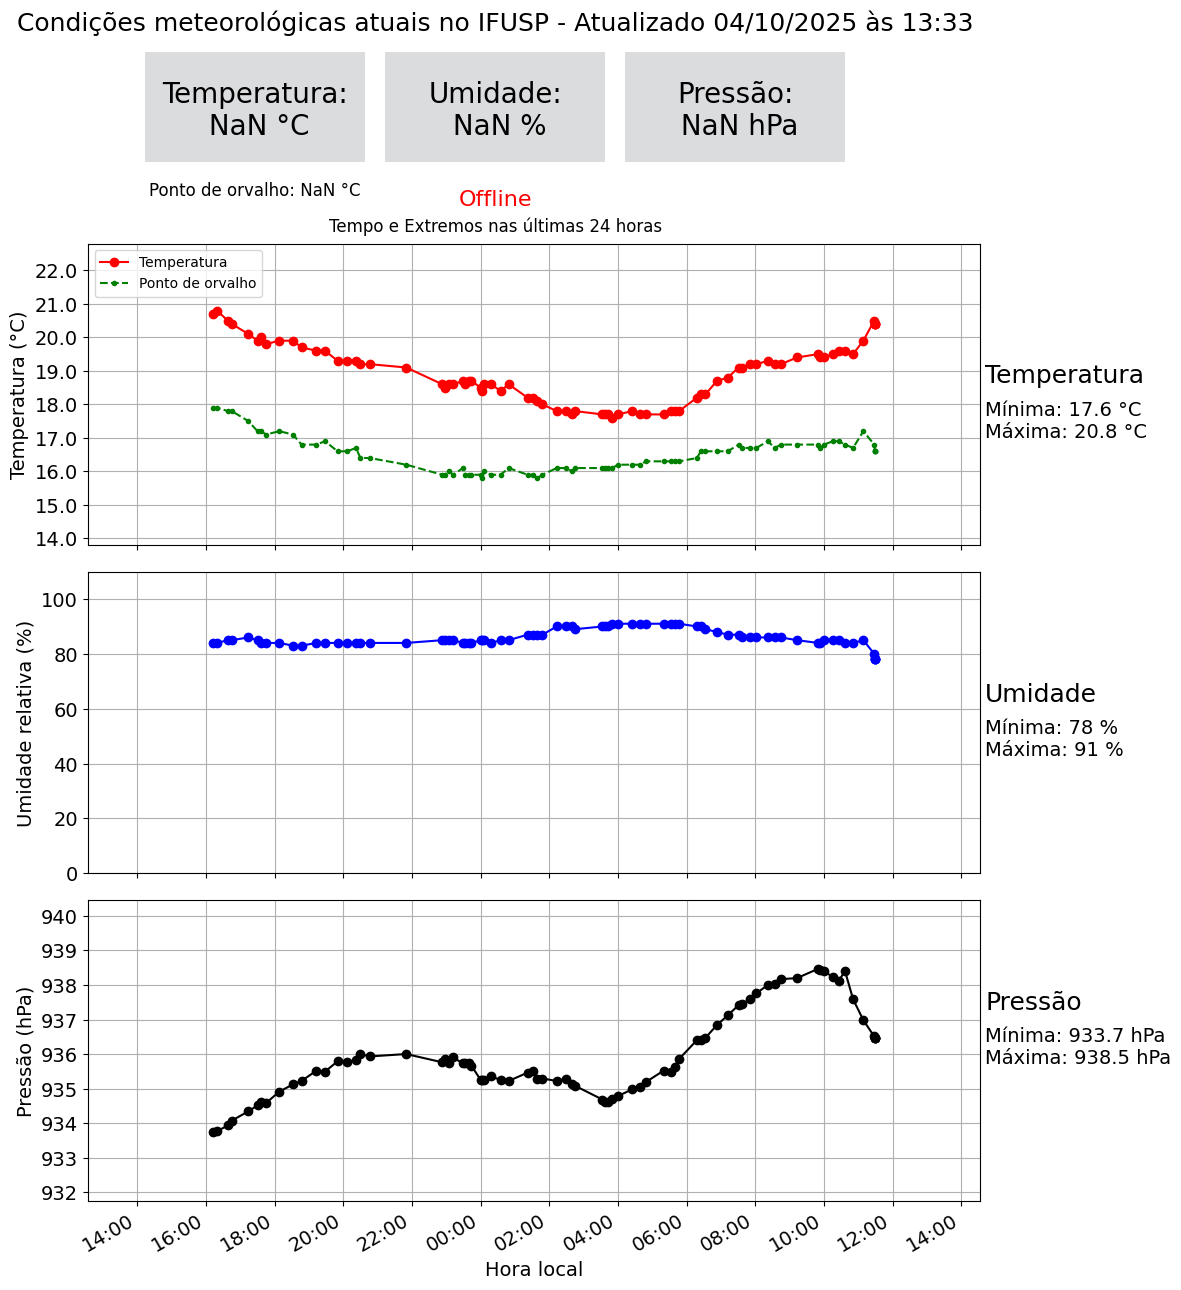 Condições meteorológicas atuais no IFUSP - Atualizado 04/10/2025 às 13:33
Temperatura:
NaN °C
Umidade:
NaN %
Pressão:
NaN hPa
Ponto de orvalho: NaN °C
Offline
Tempo e Extremos nas últimas 24 horas
Temperatura
Ponto de orvalho
Temperatura (°C)
22.0
21.0
20.0
19.0
18.0
17.0
16.0
15.0
14.0
Temperatura
Mínima: 17.6 °C
Máxima: 20.8 °C
Umidade relativa (%)
100
80
60
40
20
0
Umidade
Mínima: 78 %
Máxima: 91 %
Pressão (hPa)
940
939
938
937
936
935
934
933
932
Pressão
Mínima: 933.7 hPa
Máxima: 938.5 hPa
14:00
16:00
18:00
20:00
22:00
00:00
02:00
04:00
06:00
08:00
10:00
12:00
14:00
Hora local